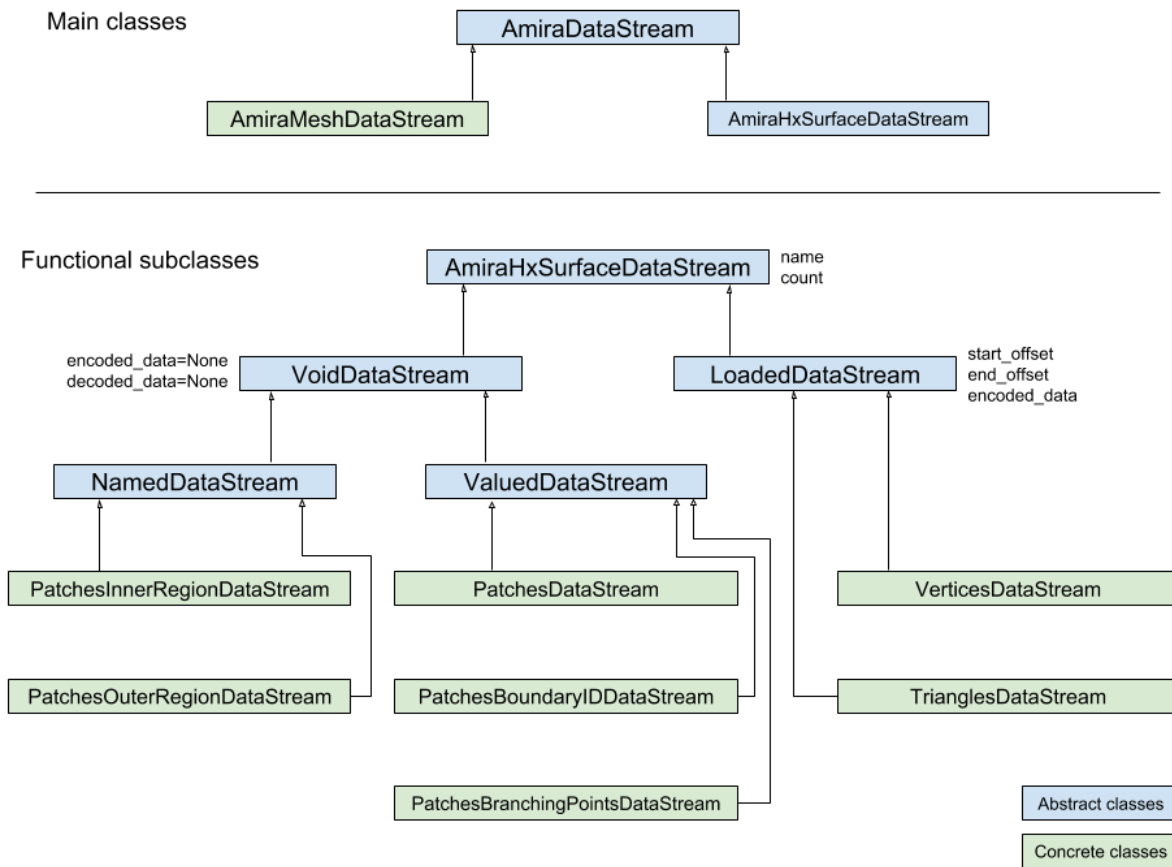 Main classes
AmiraDataStream
AmiraMeshDataStream
AmiraHxSurfaceDataStream
Functional subclasses
AmiraHxSurfaceDataStream
name
count
encoded_data=None
decoded_data=None
VoidDataStream
LoadedDataStream
start_offset
end_offset
encoded_data
NamedDataStream
ValuedDataStream
PatchesInnerRegionDataStream
PatchesDataStream
VerticesDataStream
PatchesOuterRegionDataStream
PatchesBoundaryIDDataStream
TrianglesDataStream
PatchesBranchingPointsDataStream
Abstract classes
Concrete classes